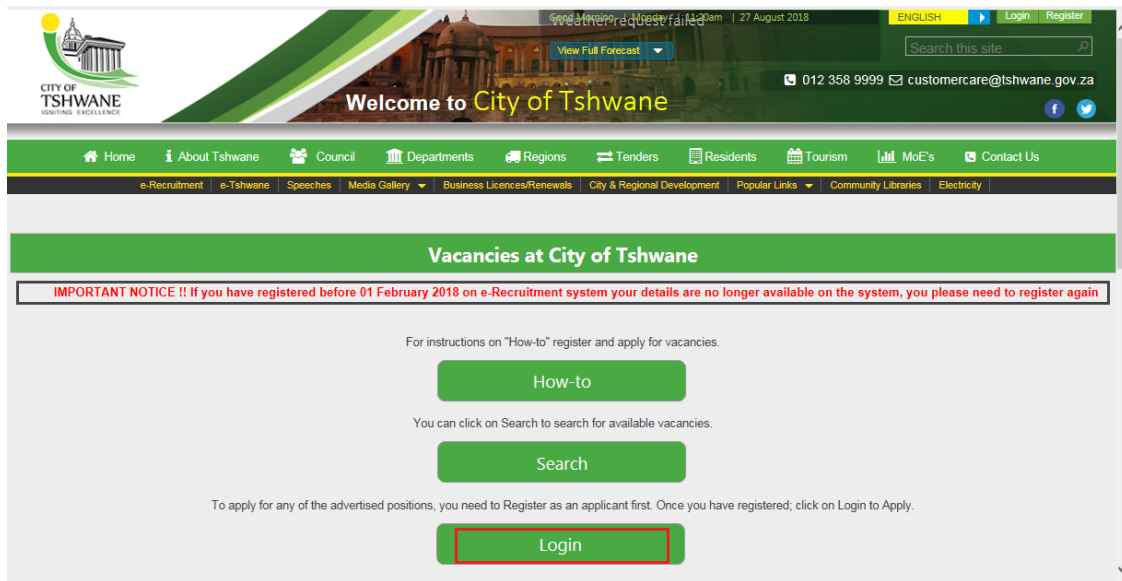 Good Morning | Monday | 11:20am | 27 August 2018
Weather request failed
ENGLISH
Login
Register
View Full Forecast
Search this site
CITY OF
TSHWANE
IGNITING EXCELLENCE
012 358 9999 customercare@tshwane.gov.za
Welcome to City of Tshwane
Home About Tshwane Council Departments Regions Tenders Residents Tourism MoE's Contact Us
e-Recruitment e-Tshwane Speeches Media Gallery Business Licences/Renewals City & Regional Development Popular Links Community Libraries Electricity
Vacancies at City of Tshwane
IMPORTANT NOTICE !! If you have registered before 01 February 2018 on e-Recruitment system your details are no longer available on the system, you please need to register again
For instructions on "How-to" register and apply for vacancies.
How-to
You can click on Search to search for available vacancies.
Search
To apply for any of the advertised positions, you need to Register as an applicant first. Once you have registered; click on Login to Apply.
Login